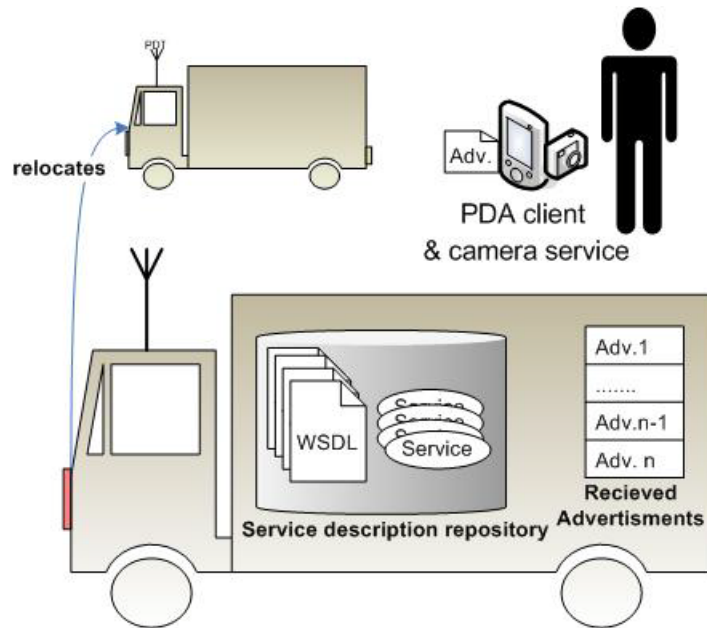 PDT
relocates
Adv.
PDA client
& camera service
WSDL
Service
Service
Service
Service
Adv.1
.......
Adv.n-1
Adv. n
Service description repository
Recieved
Advertisments